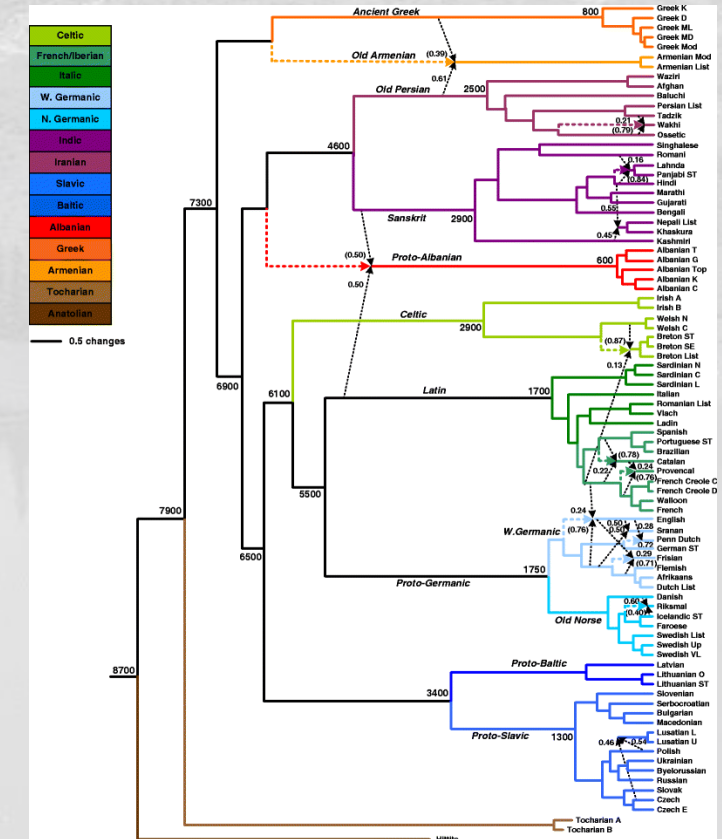 Celtic
French/Iberian
Italic
W. Germanic
N. Germanic
Indic
Iranian
Slavic
Baltic
Albanian
Greek
Armenian
Tocharian
Anatolian
0.5 changes
8700
7900
7300
6900
6500
6100
5500
4600
3400
Ancient Greek
800
Old Armenian
(0.39)
0.61
Old Persian
2500
Sanskrit
2900
(0.50)
Proto-Albanian
600
0.50
Celtic
2900
(0.87)
0.13
Latin
1700
(0.78)
0.22
0.24
(0.76)
0.24
(0.76)
W.Germanic
0.50
0.50
0.28
0.72
0.29
(0.71)
1750
Proto-Germanic
Old Norse
0.60
(0.40)
Proto-Baltic
Proto-Slavic
1300
0.46
0.54
0.21
(0.79)
0.16
(0.84)
0.55
0.45
Greek K
Greek D
Greek ML
Greek MD
Greek Mod
Armenian Mod
Armenian List
Waziri
Afghan
Baluchi
Persian List
Tadzik
Wakhi
Ossetic
Singhalese
Romani
Lahnda
Panjabi ST
Hindi
Marathi
Gujarati
Bengali
Nepali List
Khaskura
Kashmiri
Albanian T
Albanian G
Albanian Top
Albanian K
Albanian C
Irish A
Irish B
Welsh N
Welsh C
Breton ST
Breton SE
Breton List
Sardinian N
Sardinian C
Sardinian L
Italian
Romanian List
Vlach
Ladin
Spanish
Portuguese ST
Brazilian
Catalan
Provencal
French Creole C
French Creole D
Walloon
French
English
Sranan
Penn Dutch
German ST
Frisian
Flemish
Afrikaans
Dutch List
Danish
Riksmal
Icelandic ST
Faroese
Swedish List
Swedish Up
Swedish VL
Latvian
Lithuanian O
Lithuanian ST
Slovenian
Serbocroatian
Bulgarian
Macedonian
Lusatian L
Lusatian U
Polish
Ukrainian
Byelorussian
Russian
Slovak
Czech
Czech E
Tocharian A
Tocharian B